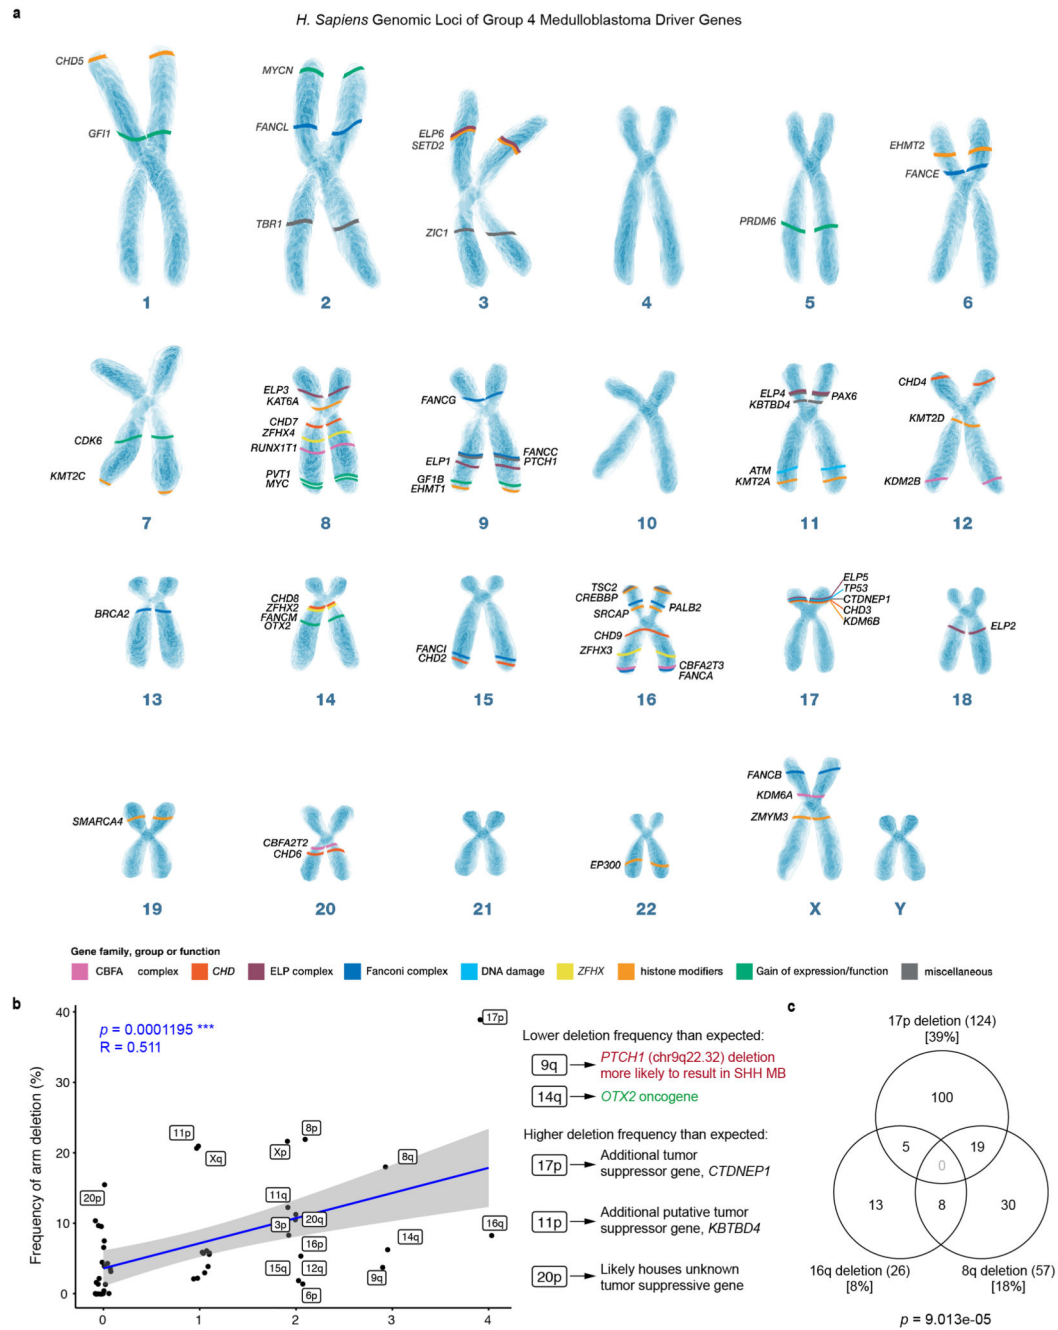 a
H. Sapiens Genomic Loci of Group 4 Medulloblastoma Driver Genes
CHD5
GFI1
1
MYCN
FANCL
TBR1
2
ELP6
SETD2
ZIC1
3
4
PRDM6
5
EHMT2
FANCE
6
CDK6
KMT2C
7
ELP3
KAT6A
CHD7
ZFHX4
RUNX1T1
PVT1
MYC
8
FANCG
ELP1
FANCC
PTCH1
GF1B
EHMT1
9
10
ELP4
PAX6
KBTBD4
ATM
KMT2A
11
CHD4
KMT2D
KDM2B
12
BRCA2
13
CHD8
ZFHX2
FANCM
OTX2
14
FANCI
CHD2
15
TSC2
CREBBP
SRCAP
PALB2
CHD9
ZFHX3
CBFA2T3
FANCA
16
ELP5
TP53
CTDNEP1
CHD3
KDM6B
17
ELP2
18
SMARCA4
19
CBFA2T2
CHD6
20
21
EP300
22
FANCB
KDM6A
ZMYM3
X
Y
Gene family, group or function
CBFA complex
CHD
ELP complex
Fanconi complex
DNA damage
ZFHX
histone modifiers
Gain of expression/function
miscellaneous
b
p = 0.0001195 ***
R = 0.511
Frequency of arm deletion (%)
40
30
20
10
0
0 1 2 3 4
17p
11p
Xq
Xp
8p
8q
20p
11q
3p
20q
16p
15q
12q
6p
14q
9q
16q
Lower deletion frequency than expected:
9q
PTCH1 (chr9q22.32) deletion
more likely to result in SHH MB
14q
OTX2 oncogene
Higher deletion frequency than expected:
17p
Additional tumor
suppressor gene, CTDNEP1
11p
Additional putative tumor
suppressor gene, KBTBD4
20p
Likely houses unknown
tumor suppressive gene
c
17p deletion (124)
[39%]
100
5
19
0
13
8
30
16q deletion (26)
[8%]
8q deletion (57)
[18%]
p = 9.013e-05